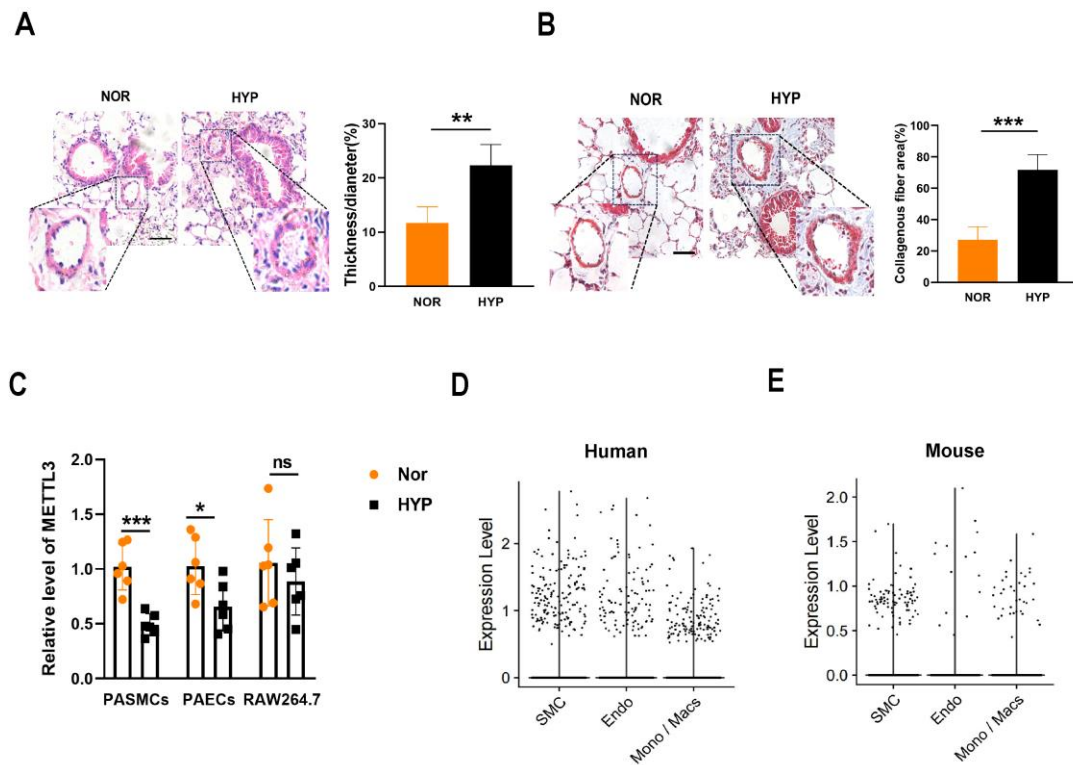 A
NOR
HYP
Thickness/dianeter(%)
30
20
10
0
**
NOR
HYP
B
NOR
HYP
Collagenous fiber area(%)
100
80
60
40
20
0
***
NOR
HYP
C
Relative level of METTL3
2.0
1.5
1.0
0.5
0.0
***
*
ns
PASMCs
PAECs
RAW264.7
Nor
HYP
D
Human
Expression Level
2
1
0
SMC
Endo
Mono / Macs
E
Mouse
Expression Level
2.0
1.5
1.0
0.5
0.0
SMC
Endo
Mono / Macs